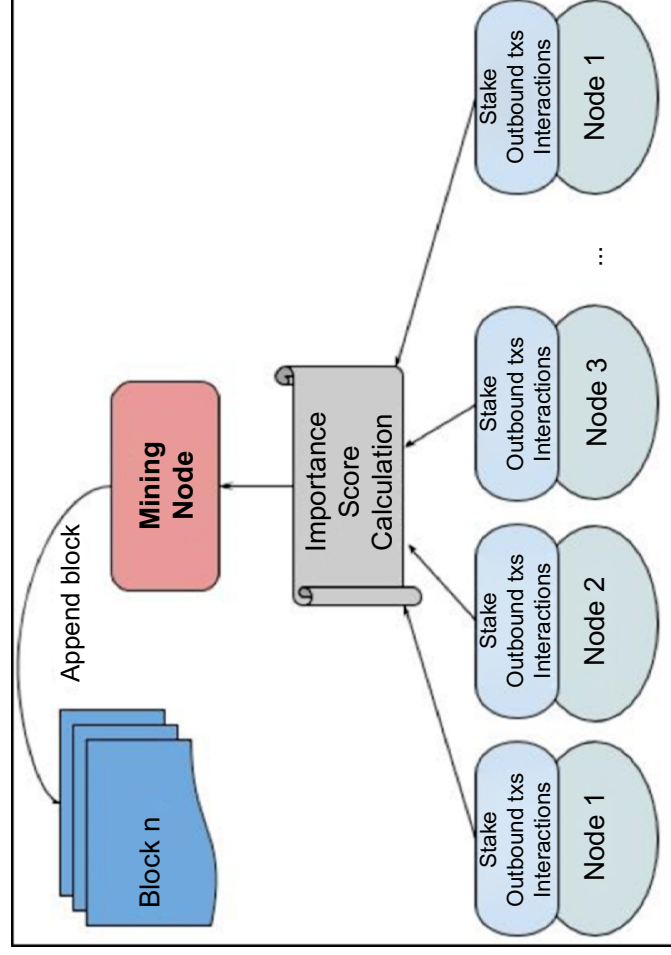 Append block
Block n
Mining
Node
Importance
Score
Calculation
Stake
Outbound txs
Interactions
Node 1
Stake
Outbound txs
Interactions
Node 2
Stake
Outbound txs
Interactions
Node 3
...
Stake
Outbound txs
Interactions
Node 1